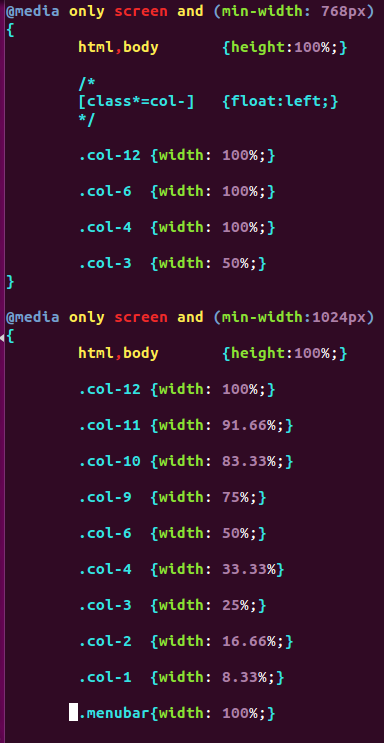 @media only screen and (min-width: 768px)
{
        html,body       {height:100%;}

        /*
        [class*=col-]   {float:left;}
        */

        .col-12 {width: 100%;}

        .col-6  {width: 100%;}

        .col-4  {width: 100%;}

        .col-3  {width: 50%;}
}

@media only screen and (min-width:1024px)
{
        html,body       {height:100%;}

        .col-12 {width: 100%;}

        .col-11 {width: 91.66%;}

        .col-10 {width: 83.33%;}

        .col-9  {width: 75%;}

        .col-6  {width: 50%;}

        .col-4  {width: 33.33%}

        .col-3  {width: 25%;}

        .col-2  {width: 16.66%;}

        .col-1  {width: 8.33%;}

        .menubar{width: 100%;}